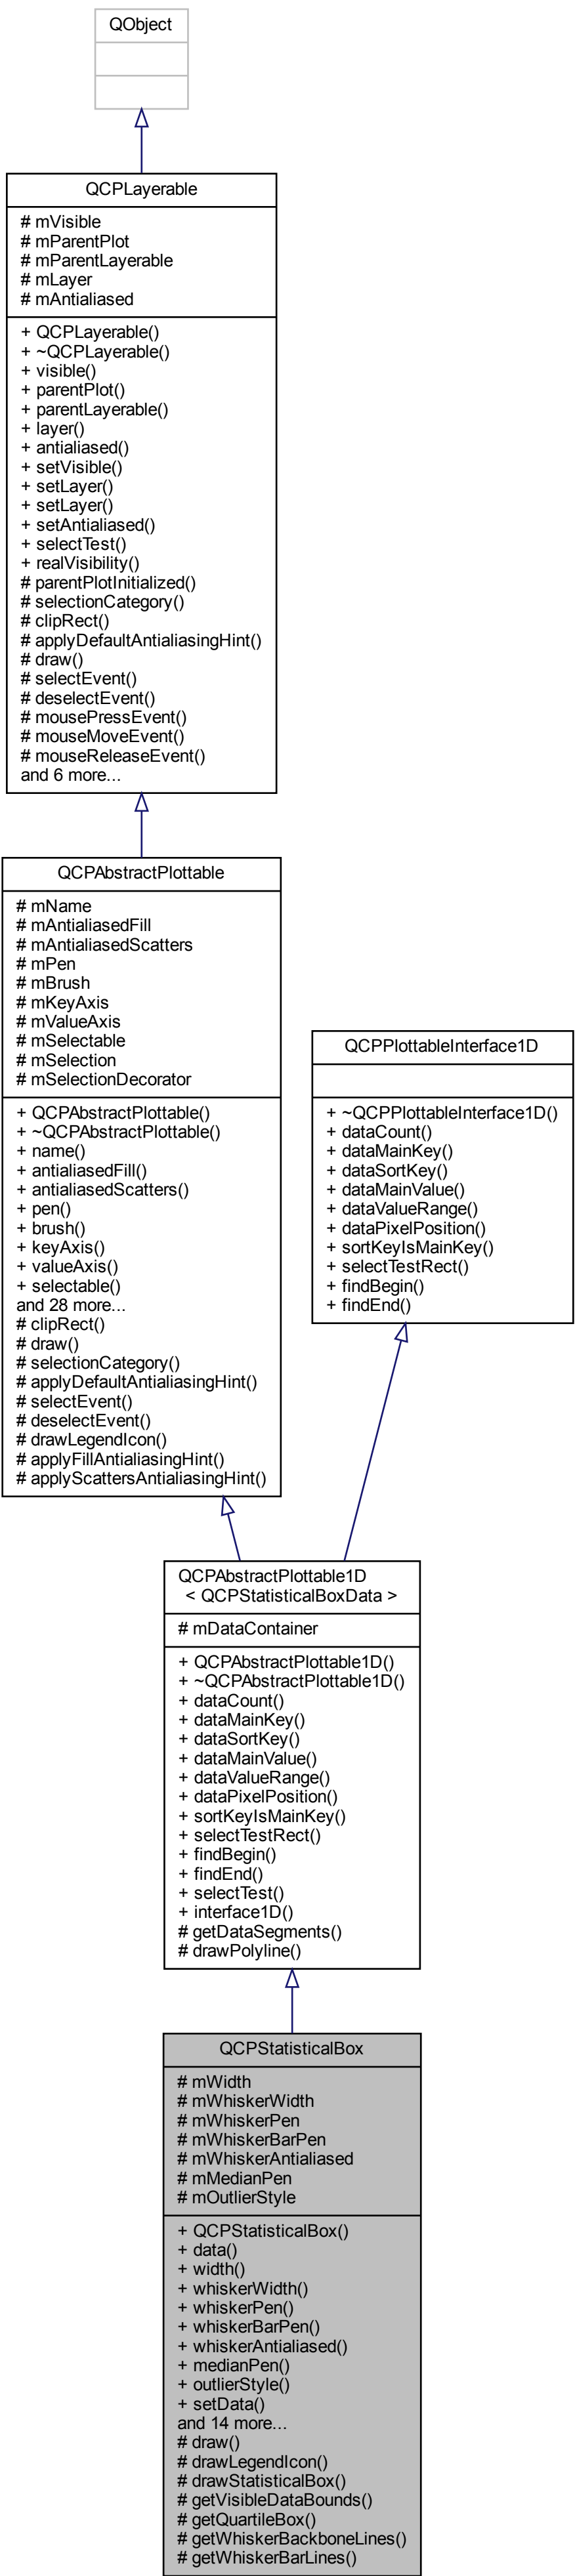 QObject
QCPLayerable
# mVisible
# mParentPlot
# mParentLayerable
# mLayer
# mAntialiased
+ QCPLayerable()
+ ~QCPLayerable()
+ visible()
+ parentPlot()
+ parentLayerable()
+ layer()
+ antialiased()
+ setVisible()
+ setLayer()
+ setLayer()
+ setAntialiased()
+ selectTest()
+ realVisibility()
# parentPlotInitialized()
# selectionCategory()
# clipRect()
# applyDefaultAntialiasingHint()
# draw()
# selectEvent()
# deselectEvent()
# mousePressEvent()
# mouseMoveEvent()
# mouseReleaseEvent()
and 6 more...
QCPAbstractPlottable
# mName
# mAntialiasedFill
# mAntialiasedScatters
# mPen
# mBrush
# mKeyAxis
# mValueAxis
# mSelectable
# mSelection
# mSelectionDecorator
+ QCPAbstractPlottable()
+ ~QCPAbstractPlottable()
+ name()
+ antialiasedFill()
+ antialiasedScatters()
+ pen()
+ brush()
+ keyAxis()
+ valueAxis()
+ selectable()
and 28 more...
# clipRect()
# draw()
# selectionCategory()
# applyDefaultAntialiasingHint()
# selectEvent()
# deselectEvent()
# drawLegendIcon()
# applyFillAntialiasingHint()
# applyScattersAntialiasingHint()
QCPPlottableInterface1D
+ ~QCPPlottableInterface1D()
+ dataCount()
+ dataMainKey()
+ dataSortKey()
+ dataMainValue()
+ dataValueRange()
+ dataPixelPosition()
+ sortKeyIsMainKey()
+ selectTestRect()
+ findBegin()
+ findEnd()
QCPAbstractPlottable1D
< QCPStatisticalBoxData >
# mDataContainer
+ QCPAbstractPlottable1D()
+ ~QCPAbstractPlottable1D()
+ dataCount()
+ dataMainKey()
+ dataSortKey()
+ dataMainValue()
+ dataValueRange()
+ dataPixelPosition()
+ sortKeyIsMainKey()
+ selectTestRect()
+ findBegin()
+ findEnd()
+ selectTest()
+ interface1D()
# getDataSegments()
# drawPolyline()
QCPStatisticalBox
# mWidth
# mWhiskerWidth
# mWhiskerPen
# mWhiskerBarPen
# mWhiskerAntialiased
# mMedianPen
# mOutlierStyle
+ QCPStatisticalBox()
+ data()
+ width()
+ whiskerWidth()
+ whiskerPen()
+ whiskerBarPen()
+ whiskerAntialiased()
+ medianPen()
+ outlierStyle()
+ setData()
and 14 more...
# draw()
# drawLegendIcon()
# drawStatisticalBox()
# getVisibleDataBounds()
# getQuartileBox()
# getWhiskerBackboneLines()
# getWhiskerBarLines()